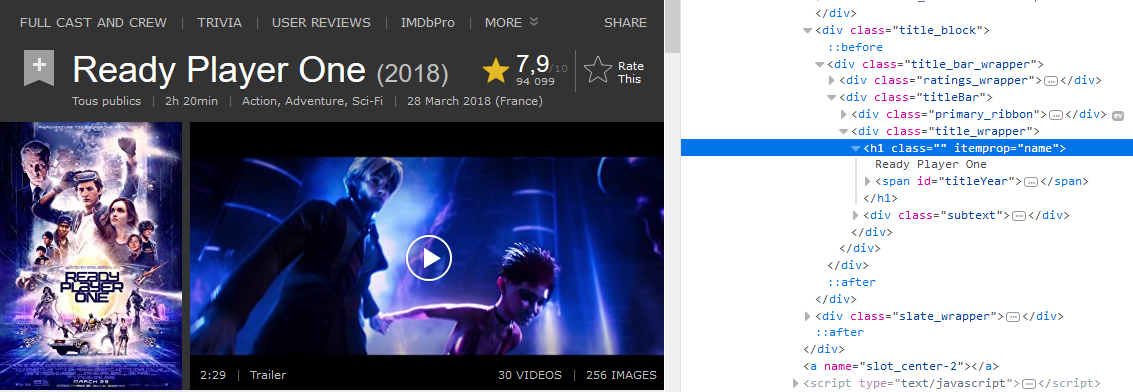 FULL CAST AND CREW | TRIVIA | USER REVIEWS | IMDbPro | MORE SHARE
Ready Player One (2018)
7,9/10
94 099
Rate
This
Tous publics | 2h 20min | Action, Adventure, Sci-Fi | 28 March 2018 (France)
READY
PLAYER
ONE
MARCH 29
2:29 | Trailer 30 VIDEOS | 256 IMAGES
</div>
<div class="title_block">
::before
<div class="title_bar_wrapper">
<div class="ratings_wrapper">…</div>
<div class="titleBar">
<div class="primary_ribbon">…</div> ev
<div class="title_wrapper">
<h1 class="" itemprop="name">
Ready Player One
<span id="titleYear">…</span>
</h1>
<div class="subtext">…</div>
</div>
</div>
</div>
::after
</div>
<div class="slate_wrapper">…</div>
::after
</div>
<a name="slot_center-2"></a>
<script type="text/javascript">…</script>